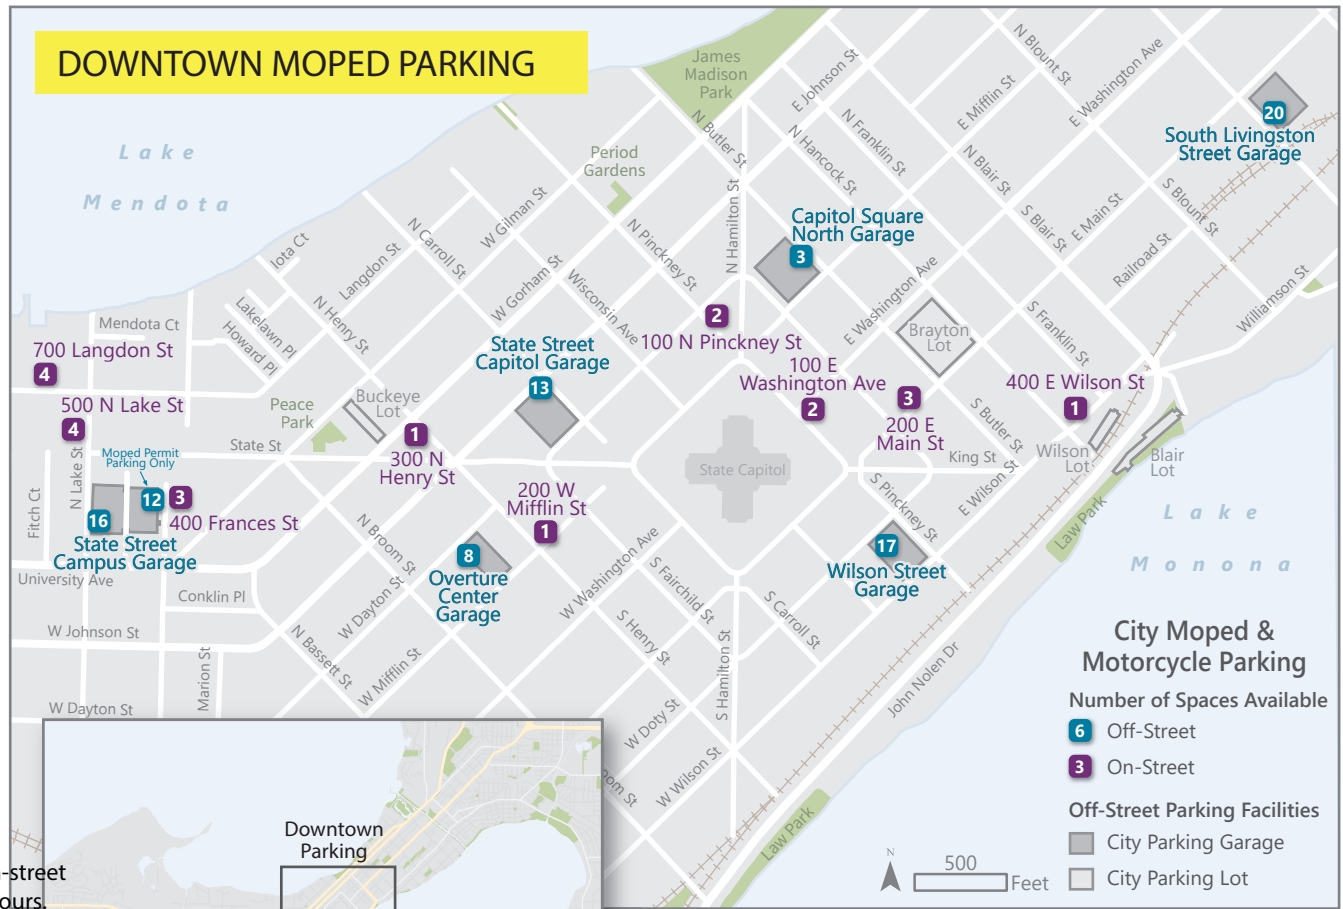 DOWNTOWN MOPED PARKING
Lake
Mendota
James
Madison
Park
Period
Gardens
N Butler St
E Johnson St
N Hancock St
N Franklin St
N Blount St
E Washington Ave
E Mifflin St
N Blair St
20
South Livingston
Street Garage
S Blair St
E Main St
S Blount St
Railroad St
Williamson St
Capitol Square
North Garage
3
N Hamilton St
N Pinckney St
W Gilman St
N Carroll St
Langdon St
Iota Ct
W Gorham St
Wisconsin Ave
Lakelawn Pl
Howard Pl
N Henry St
Mendota Ct
700 Langdon St
4
500 N Lake St
4
State Street
Capitol Garage
13
2
100 N Pinckney St
E Washington Ave
Brayton
Lot
S Franklin St
100 E
Washington Ave
2
3
200 E
Main St
400 E Wilson St
1
S Butler St
King St
Wilson
Lot
Blair
Lot
E Wilson St
Peace
Park
Buckeye
Lot
State St
1
300 N
Henry St
State Capitol
Moped Permit
Parking Only
N Lake St
Fitch Ct
16
12
3
400 Frances St
State Street
Campus Garage
200 W
Mifflin St
1
8
Overture
Center
Garage
S Pinckney St
17
Wilson Street
Garage
Law Park
Lake
Monona
University Ave
Conklin Pl
W Johnson St
Marion St
W Dayton St
N Broom St
W Dayton St
N Bassett St
W Mifflin St
W Washington Ave
S Fairchild St
S Henry St
S Hamilton St
S Carroll St
W Doty St
W Wilson St
oom St
John Nolen Dr
Law Park
City Moped &
Motorcycle Parking
Number of Spaces Available
6 Off-Street
3 On-Street
Off-Street Parking Facilities
City Parking Garage
City Parking Lot
N
500
Feet
Downtown
Parking
-street
ours.